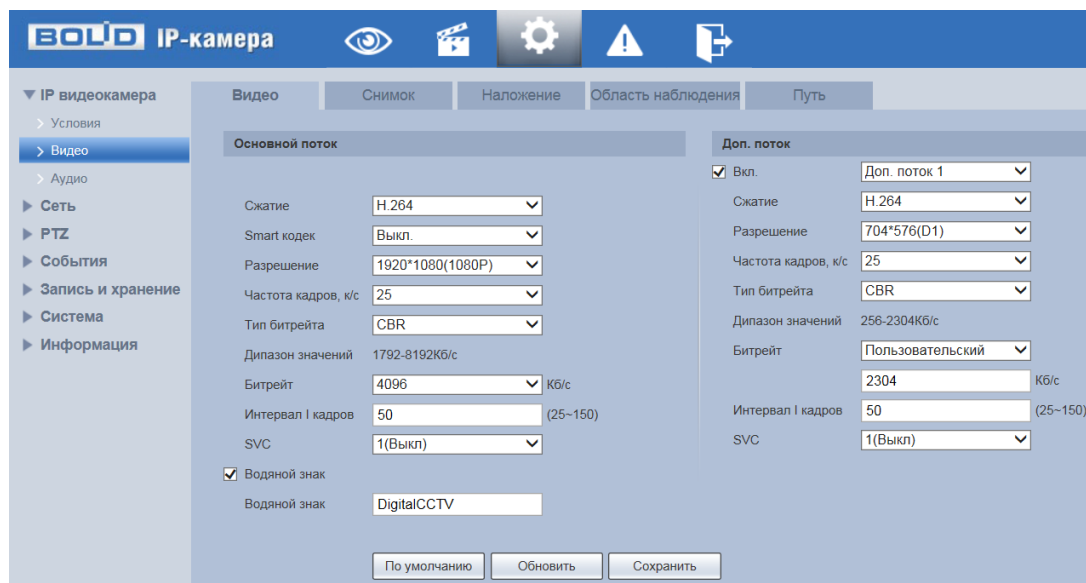 BOLID IP-камера
IP видеокамера
Условия
Видео
Аудио
Сеть
PTZ
События
Запись и хранение
Система
Информация
Видео Снимок Наложение Область наблюдения Путь
Основной поток
Сжатие H.264
Smart кодек Выкл.
Разрешение 1920*1080(1080P)
Частота кадров, к/с 25
Тип битрейта CBR
Дипазон значений 1792-8192Кб/с
Битрейт 4096 Кб/с
Интервал I кадров 50 (25~150)
SVC 1(Выкл)
Водяной знак
Водяной знак DigitalCCTV
По умолчанию Обновить Сохранить
Доп. поток
Вкл. Доп. поток 1
Сжатие H.264
Разрешение 704*576(D1)
Частота кадров, к/с 25
Тип битрейта CBR
Дипазон значений 256-2304Кб/с
Битрейт Пользовательский
2304 Кб/с
Интервал I кадров 50 (25~150)
SVC 1(Выкл)